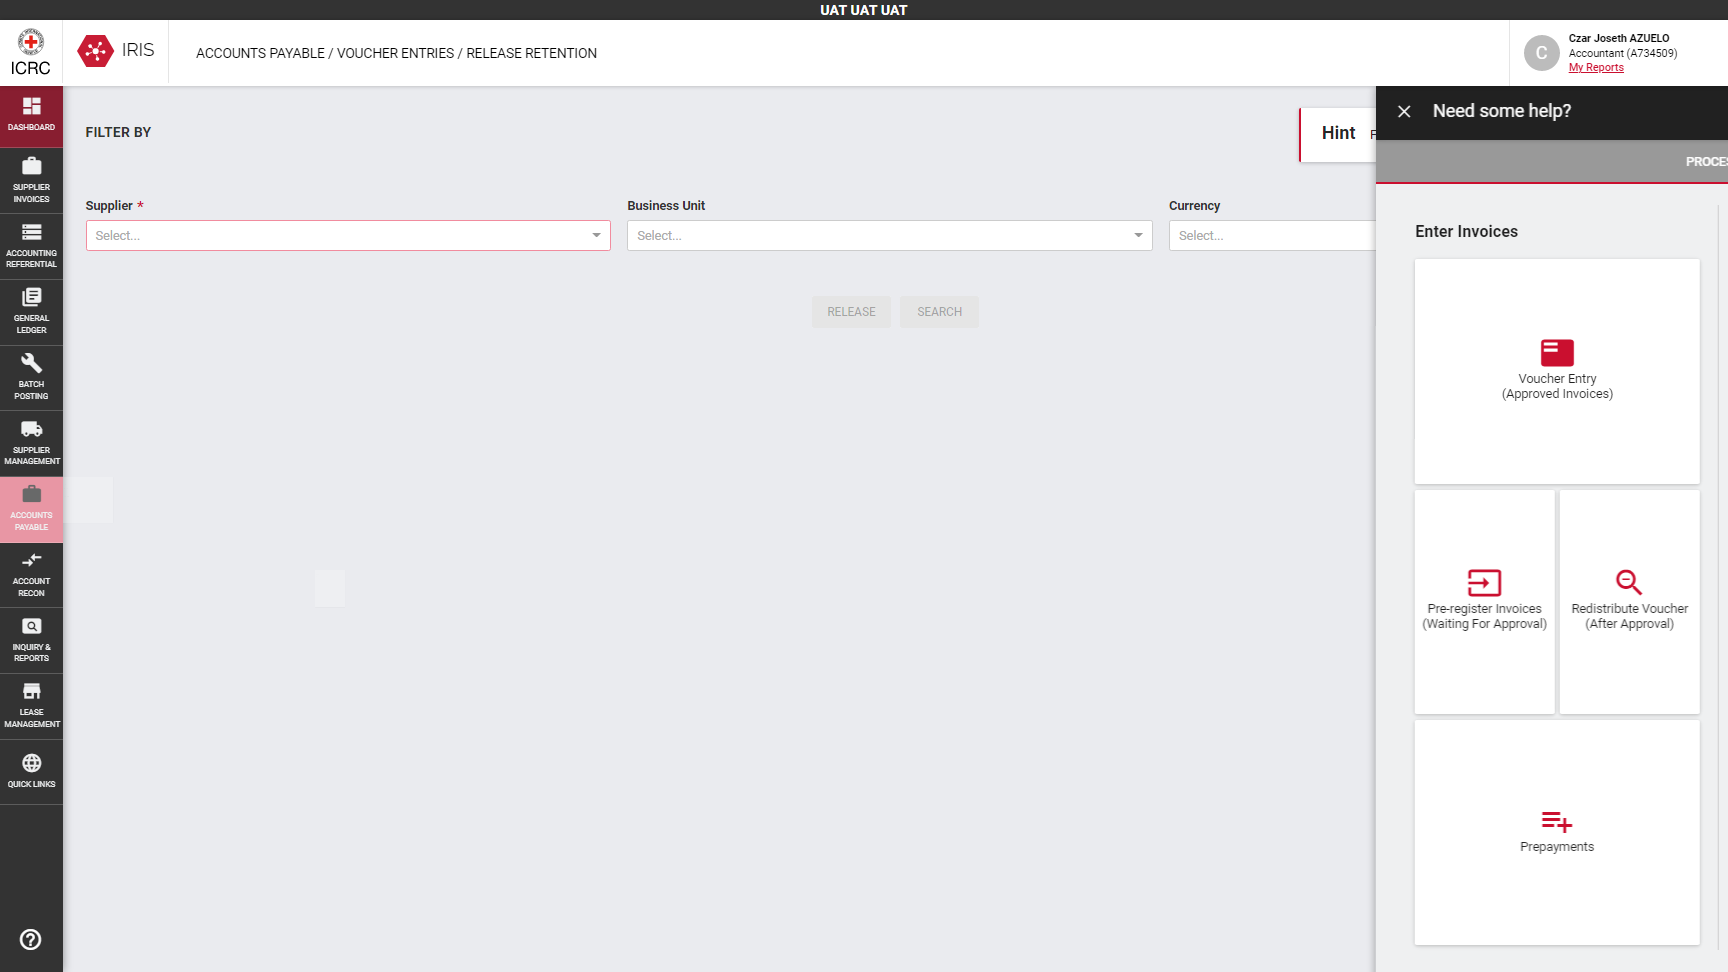 UAT UAT UAT
ICRC
IRIS
ACCOUNTS PAYABLE / VOUCHER ENTRIES / RELEASE RETENTION
C
Czar Joseth AZUELO
Accountant (A734509)
My Reports
DASHBOARD
SUPPLIER
INVOICES
ACCOUNTING
REFERENTIAL
GENERAL
LEDGER
BATCH
POSTING
SUPPLIER
MANAGEMENT
ACCOUNTS
PAYABLE
ACCOUNT
RECON
INQUIRY &
REPORTS
LEASE
MANAGEMENT
QUICK LINKS
FILTER BY
Hint
Supplier *
Select...
Business Unit
Select...
Currency
Select...
RELEASE
SEARCH
Need some help?
PROCES
Enter Invoices
Voucher Entry
(Approved Invoices)
Pre-register Invoices
(Waiting For Approval)
Redistribute Voucher
(After Approval)
Prepayments